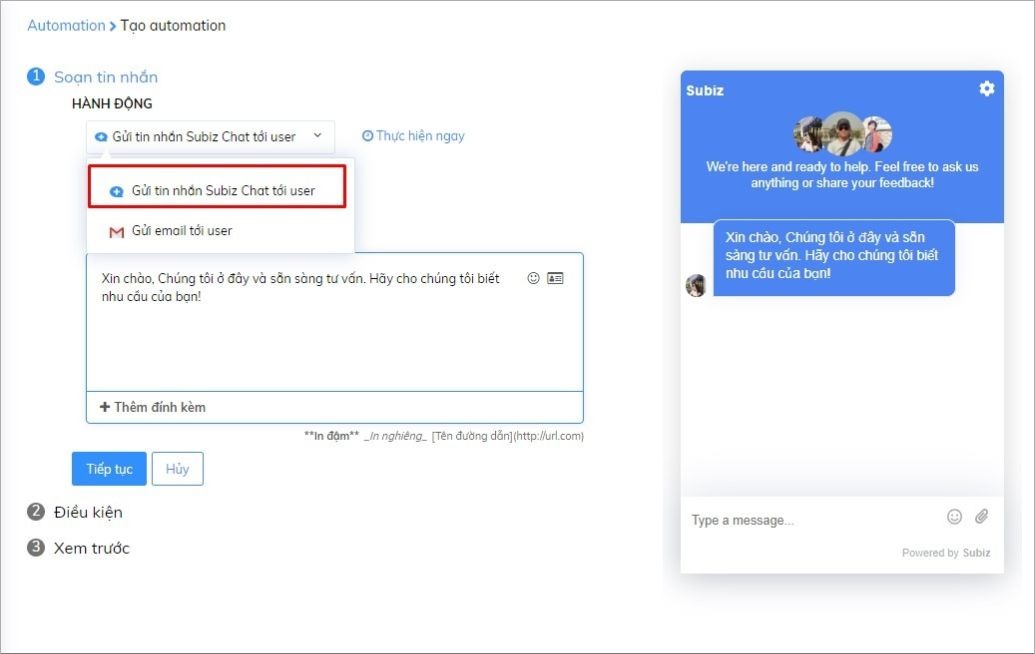 Automation > Tạo automation
1 Soạn tin nhắn
HÀNH ĐỘNG
Gửi tin nhắn Subiz Chat tới user
Thực hiện ngay
Gửi tin nhắn Subiz Chat tới user
Gửi email tới user
Xin chào, Chúng tôi ở đây và sẵn sàng tư vấn. Hãy cho chúng tôi biết
nhu cầu của bạn!
+ Thêm đính kèm
**In đậm** _In nghiêng_ [Tên đường dẫn](http://url.com)
Tiếp tục
Hủy
2 Điều kiện
3 Xem trước
Subiz
We're here and ready to help. Feel free to ask us
anything or share your feedback!
Xin chào, Chúng tôi ở đây và sẵn
sàng tư vấn. Hãy cho chúng tôi biết
nhu cầu của bạn!
Type a message...
Powered by Subiz